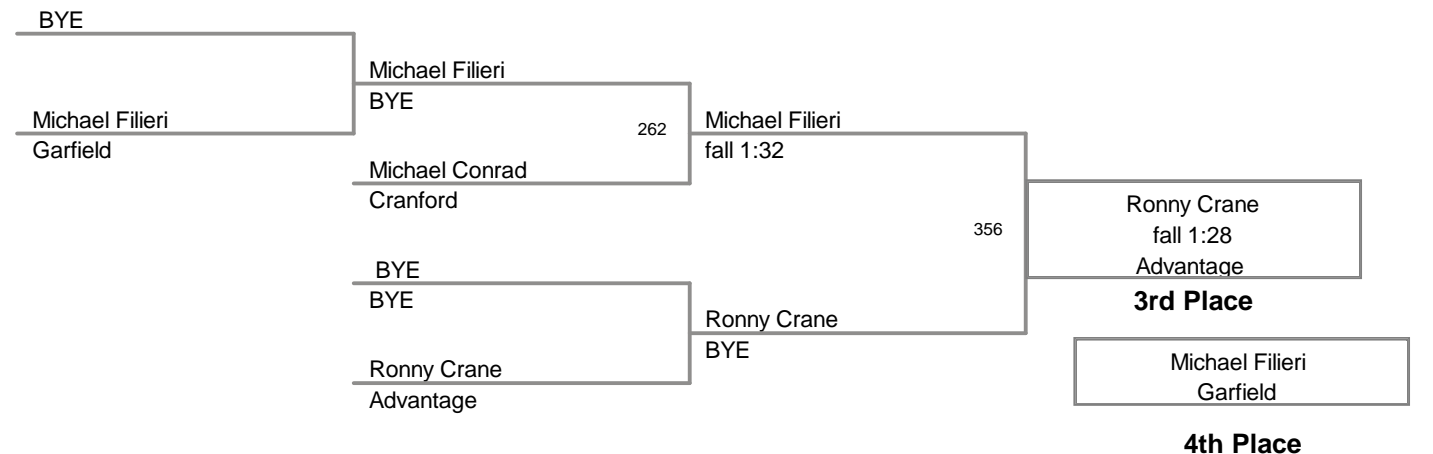 BYE
Michael Filieri
BYE
Michael Filieri
Garfield
262
Michael Filieri
fall 1:32
Michael Conrad
Cranford
356
Ronny Crane
fall 1:28
Advantage
3rd Place
BYE
BYE
Ronny Crane
BYE
Ronny Crane
Advantage
Michael Filieri
Garfield
4th Place